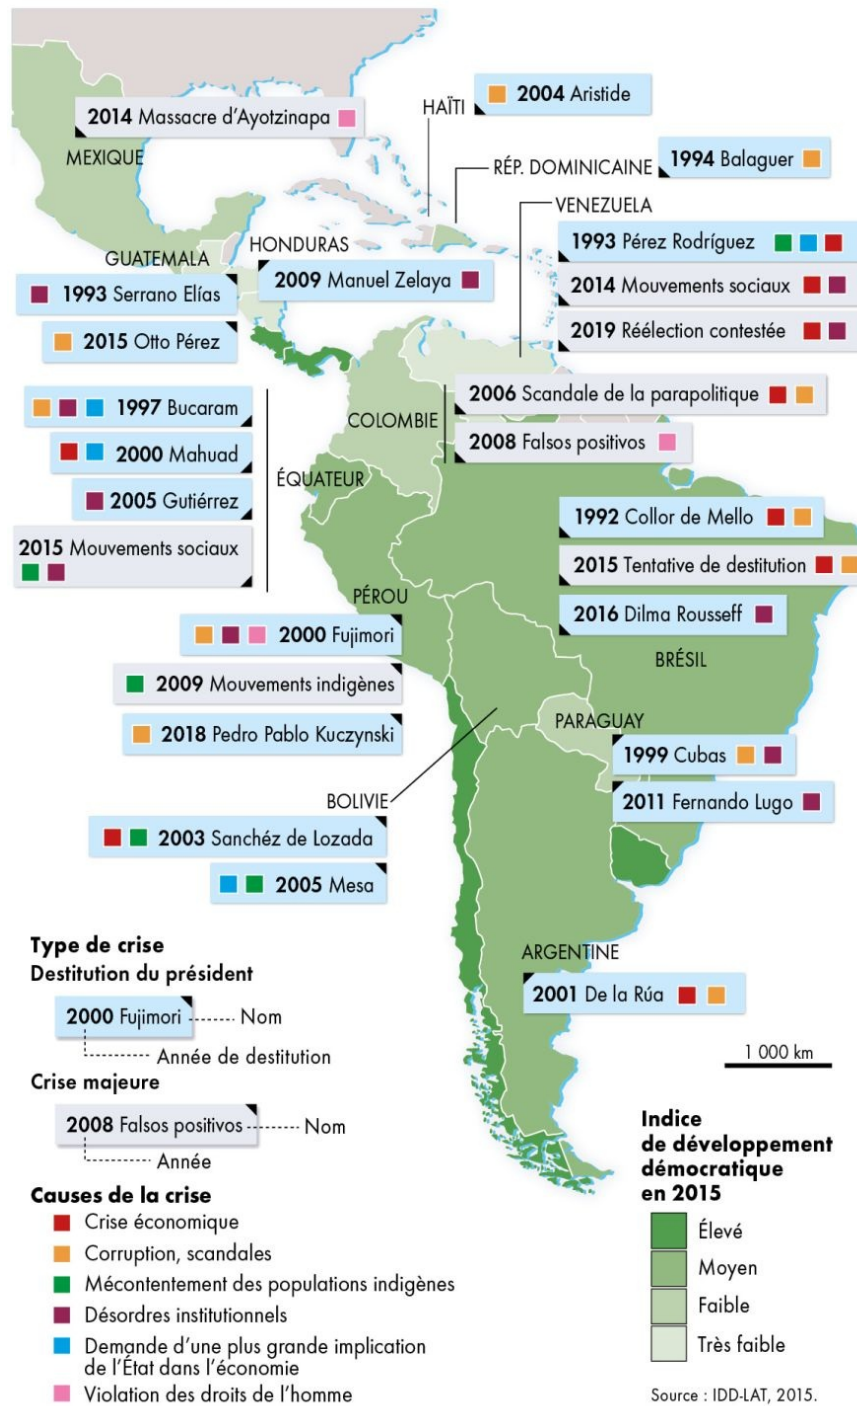 HAÏTI
2004 Aristide
2014 Massacre d'Ayotzinapa
MEXIQUE
RÉP. DOMINICAINE
1994 Balaguer
VENEZUELA
1993 Pérez Rodríguez
2014 Mouvements sociaux
2019 Réélection contestée
GUATEMALA
HONDURAS
2009 Manuel Zelaya
1993 Serrano Elías
2015 Otto Pérez
COLOMBIE
2006 Scandale de la parapolitique
2008 Falsos positivos
1997 Bucaram
2000 Mahuad
ÉQUATEUR
2005 Gutiérrez
2015 Mouvements sociaux
1992 Collor de Mello
2015 Tentative de destitution
2016 Dilma Rousseff
BRÉSIL
PÉROU
2000 Fujimori
2009 Mouvements indigènes
2018 Pedro Pablo Kuczynski
PARAGUAY
1999 Cubas
2011 Fernando Lugo
BOLIVIE
2003 Sanchéz de Lozada
2005 Mesa
ARGENTINE
2001 De la Rúa
1 000 km
Type de crise
Destitution du président
2000 Fujimori
Nom
Année de destitution
Crise majeure
2008 Falsos positivos
Nom
Année
Causes de la crise
Crise économique
Corruption, scandales
Mécontentement des populations indigènes
Désordres institutionnels
Demande d'une plus grande implication
de l'État dans l'économie
Violation des droits de l'homme
Indice
de développement
démocratique
en 2015
Élevé
Moyen
Faible
Très faible
Source : IDD-LAT, 2015.